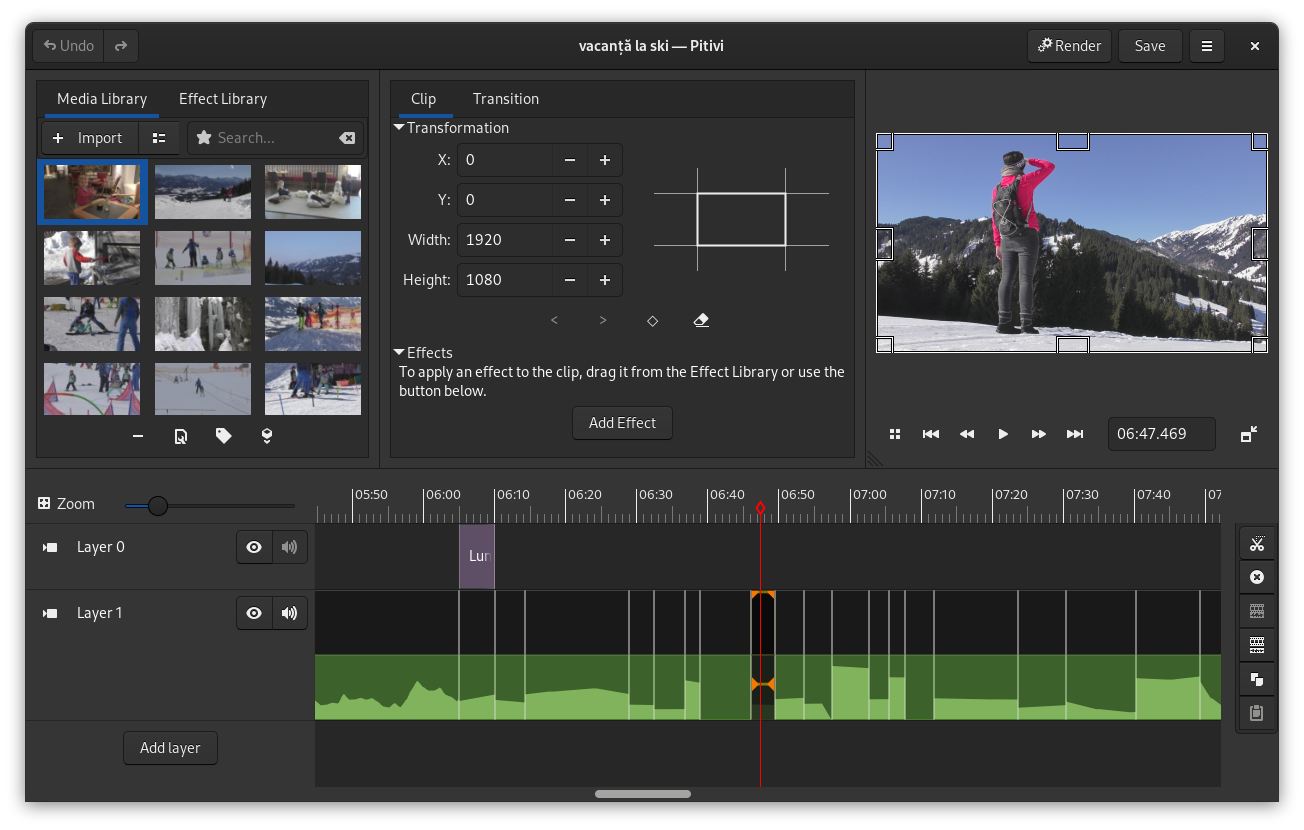 Undo
vacanță la ski — Pitivi
Render
Save
Media Library
Effect Library
Import
Search...
Clip
Transition
Transformation
X:
0
Y:
0
Width:
1920
Height:
1080
Effects
To apply an effect to the clip, drag it from the Effect Library or use the
button below.
Add Effect
06:47.469
Zoom
05:50
06:00
06:10
06:20
06:30
06:40
06:50
07:00
07:10
07:20
07:30
07:40
07
Layer 0
Lur
Layer 1
Add layer